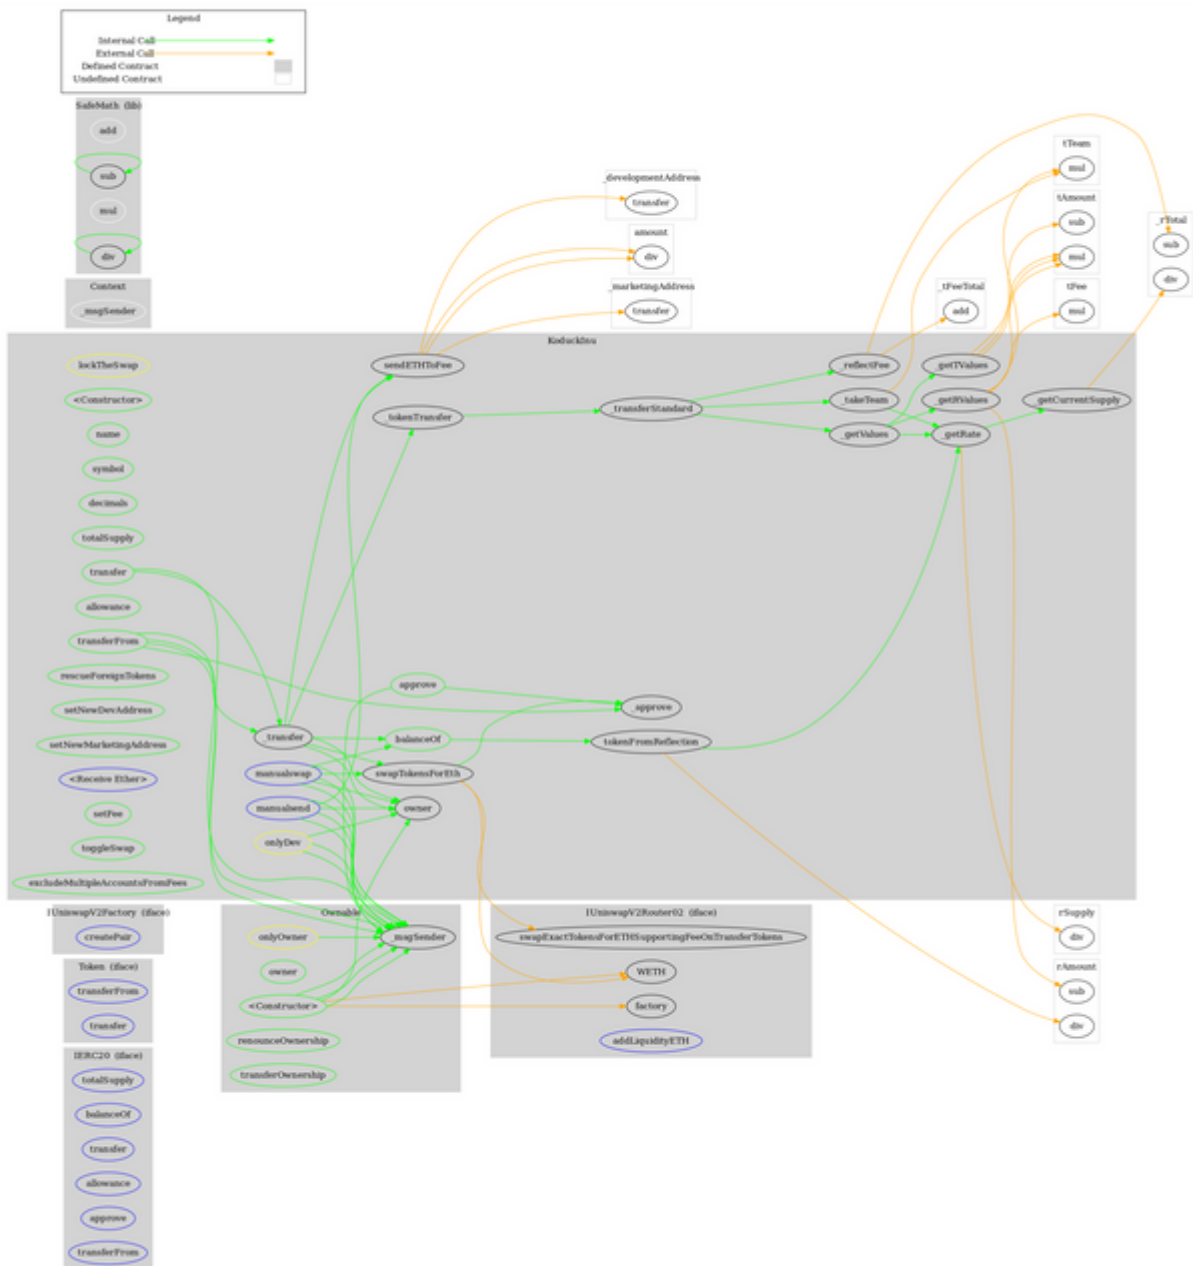 Legend
Internal Call
External Call
Defined Contract
Undefined Contract
SafeMath (lib)
add
sub
mul
div
Context
_msgSender
_developmentAddress
transfer
amount
div
_marketingAddress
transfer
_tFeeTotal
add
tTeam
mul
tAmount
sub
mul
tFee
mul
_rTotal
sub
div
KoduckInu
lockTheSwap
<Constructor>
name
symbol
decimals
totalSupply
transfer
allowance
transferFrom
rescueForeignTokens
setNewDevAddress
setNewMarketingAddress
<Receive Ether>
setFee
toggleSwap
excludeMultipleAccountsFromFees
_transfer
manualswap
manualsend
onlyDev
sendETHToFee
_tokenTransfer
approve
balanceOf
swapTokensForEth
owner
_transferStandard
_approve
tokenFromReflection
_reflectFee
_takeTeam
_getValues
_getTValues
_getRValues
_getRate
_getCurrentSupply
IUniswapV2Factory (iface)
createPair
Token (iface)
transferFrom
transfer
IERC20 (iface)
totalSupply
balanceOf
transfer
allowance
approve
transferFrom
Ownable
onlyOwner
owner
<Constructor>
renounceOwnership
transferOwnership
_msgSender
IUniswapV2Router02 (iface)
swapExactTokensForETHSupportingFeeOnTransferTokens
WETH
factory
addLiquidityETH
rSupply
div
rAmount
sub
div